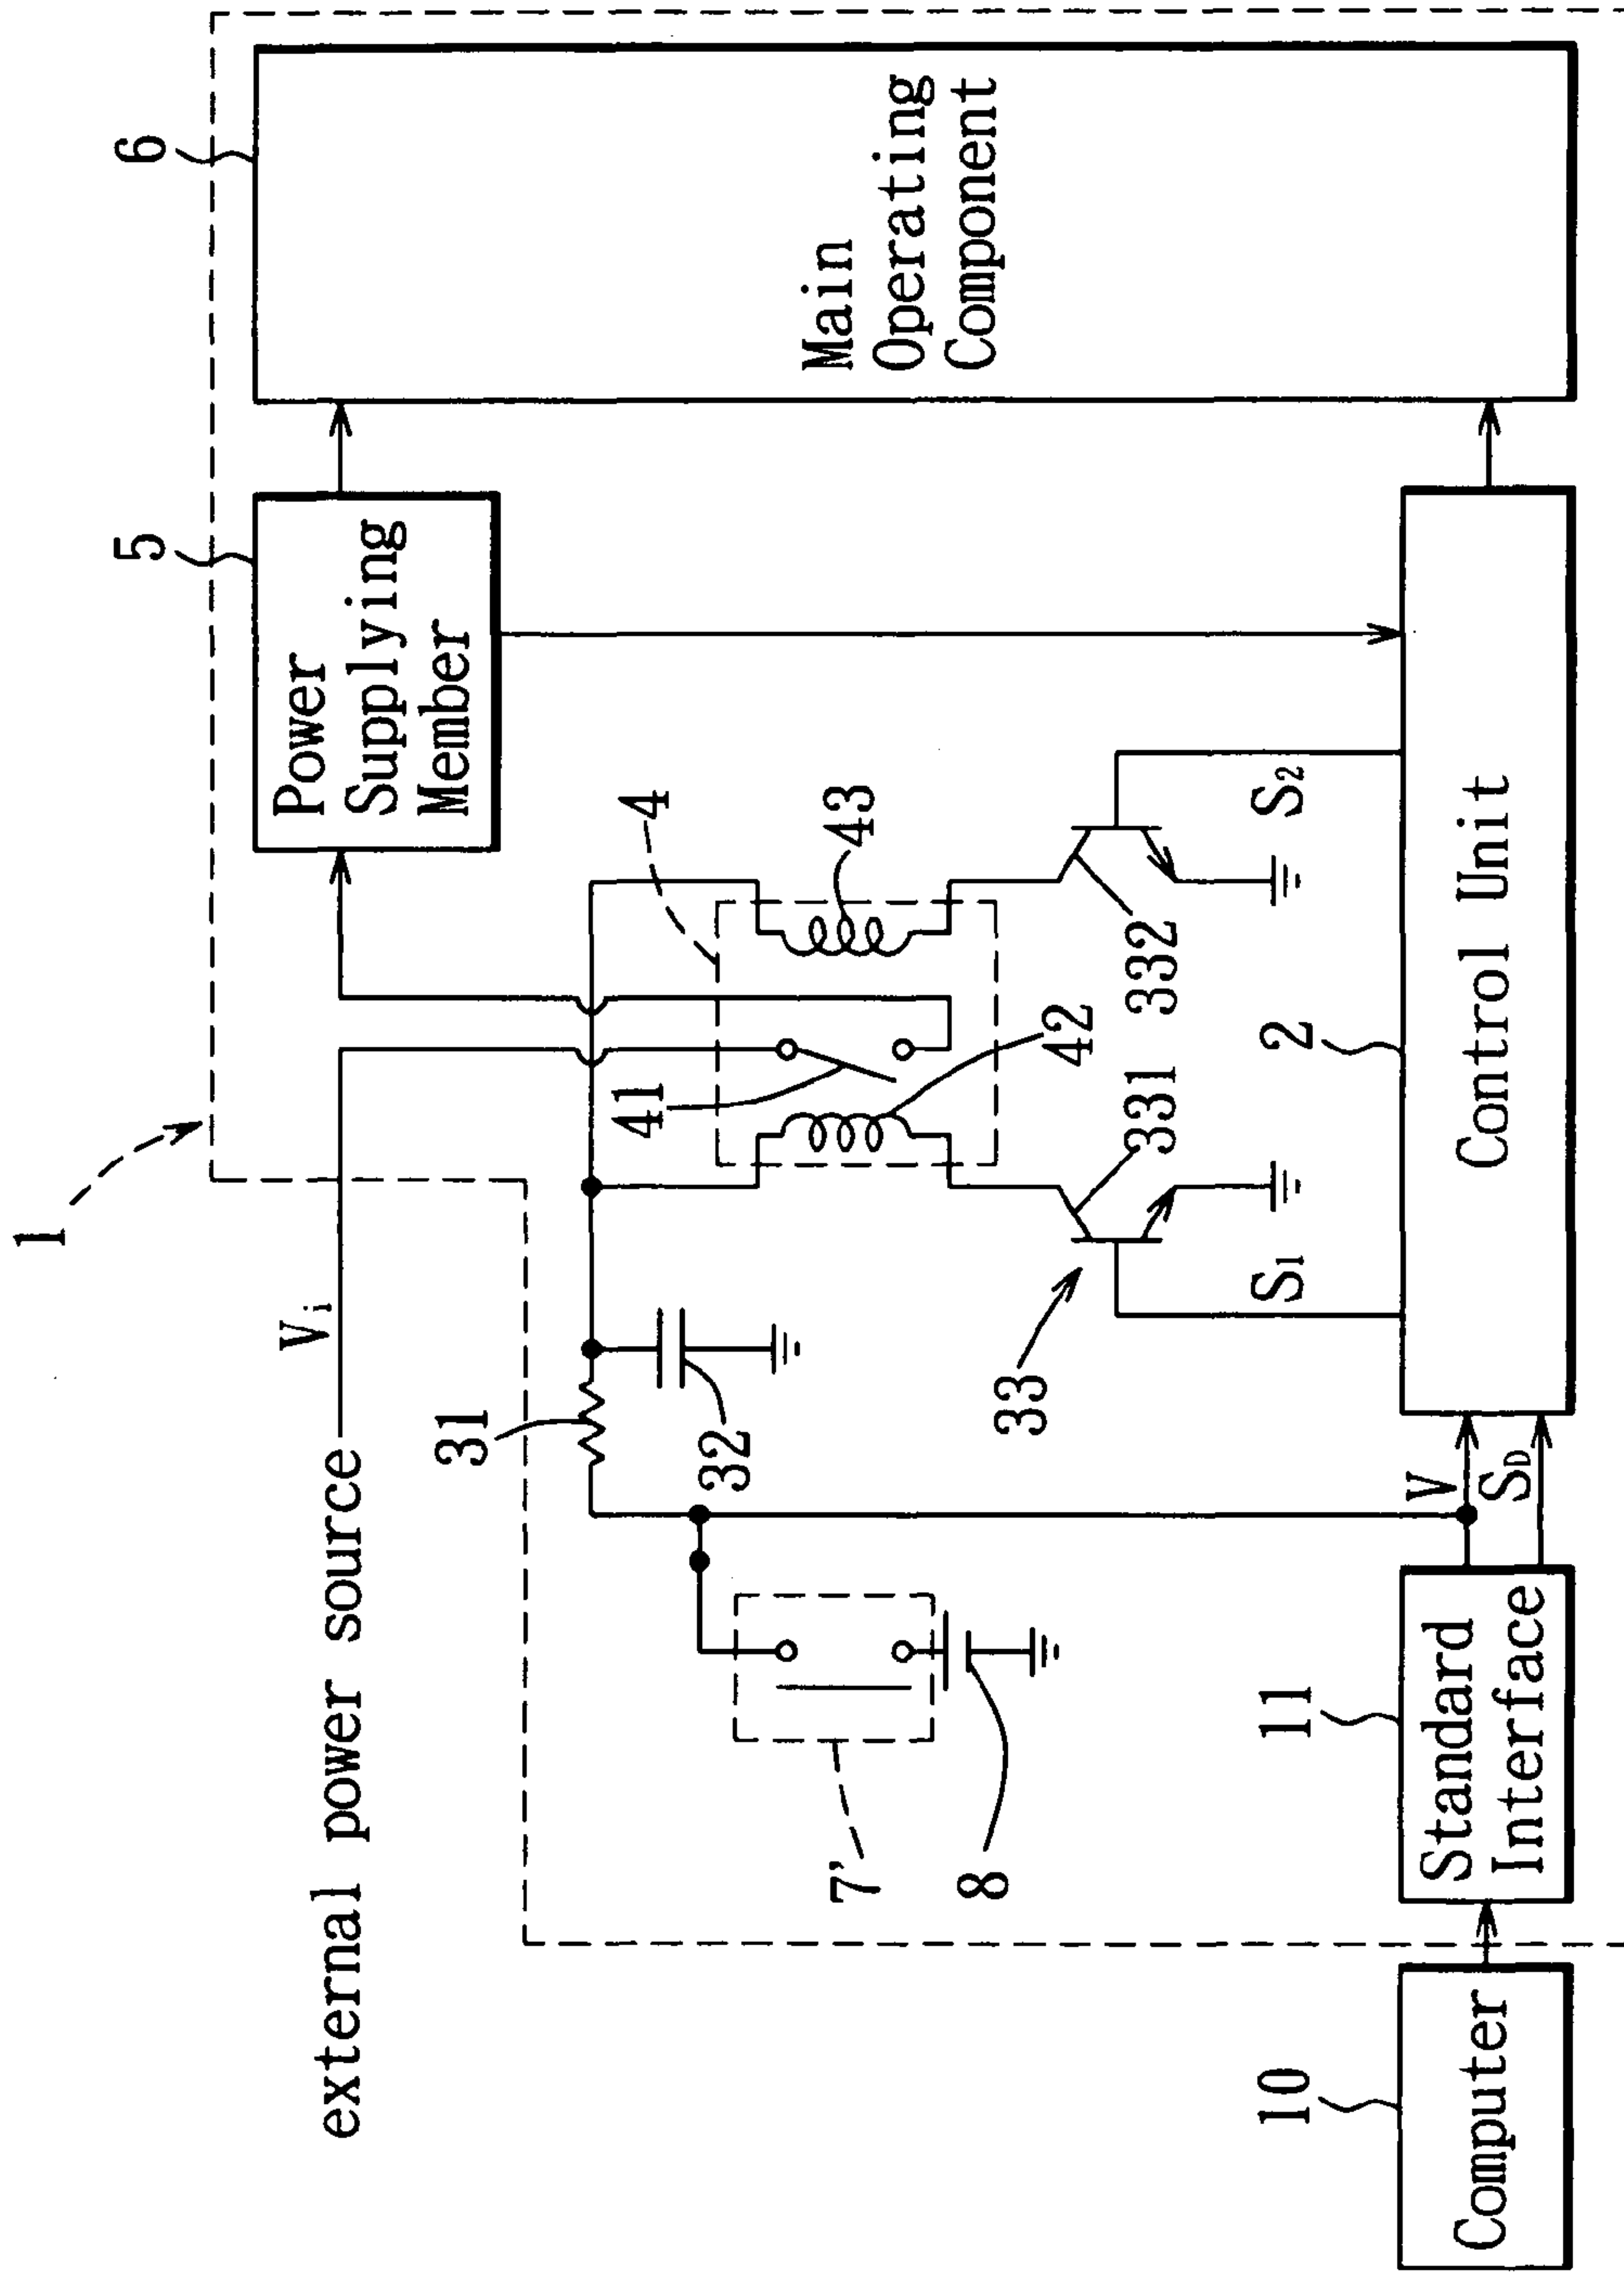 1
6
5
Power
Supplying
Member
Main
Operating
Component
external power source
Vi
31
32
4
41
42
43
7'
8
33
331
332
S1
S2
10
Computer
11
Standard
Interface
V
SD
2
Control Unit